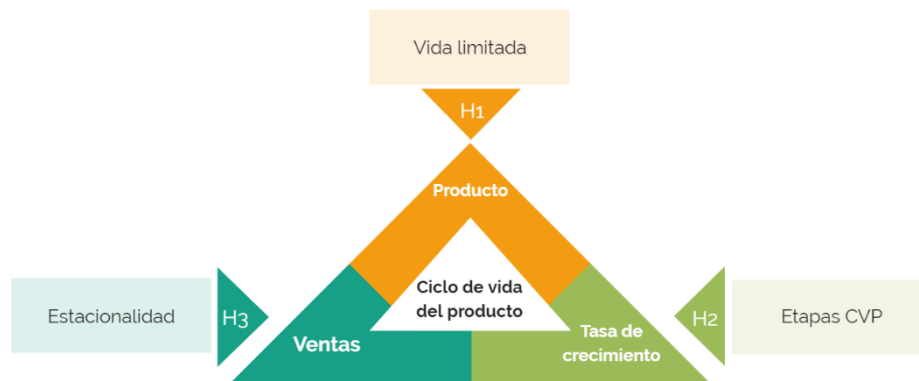 Vida limitada
H1
Producto
Ciclo de vida
del producto
Estacionalidad
H3
Ventas
Tasa de
crecimiento
H2
Etapas CVP